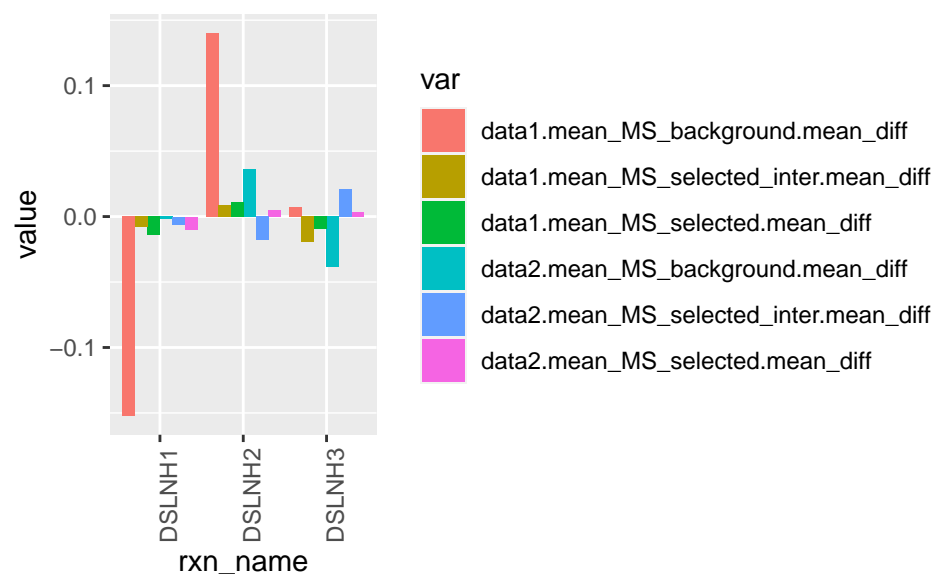 value
0.1
0.0
−0.1
DSLNH1
DSLNH2
DSLNH3
rxn_name
var
data1.mean_MS_background.mean_diff
data1.mean_MS_selected_inter.mean_diff
data1.mean_MS_selected.mean_diff
data2.mean_MS_background.mean_diff
data2.mean_MS_selected_inter.mean_diff
data2.mean_MS_selected.mean_diff